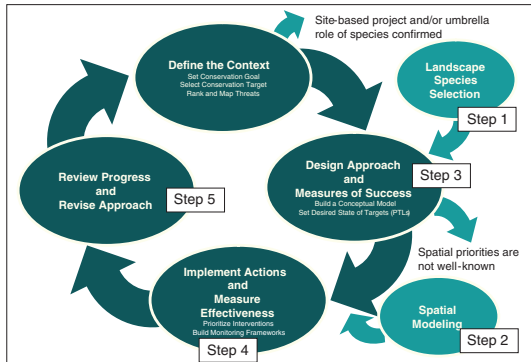 Site-based project and/or umbrella
role of species confirmed
Define the Context
Set Conservation Goal
Select Conservation Target
Rank and Map Threats
Landscape
Species
Selection
Step 1
Design Approach
and
Measures of Success
Build a Conceptual Model
Set Desired State of Targets (PTLs)
Step 3
Review Progress
and
Revise Approach
Step 5
Spatial priorities are
not well-known
Implement Actions
and
Measure
Effectiveness
Prioritize Interventions
Build Monitoring Frameworks
Step 4
Spatial
Modeling
Step 2